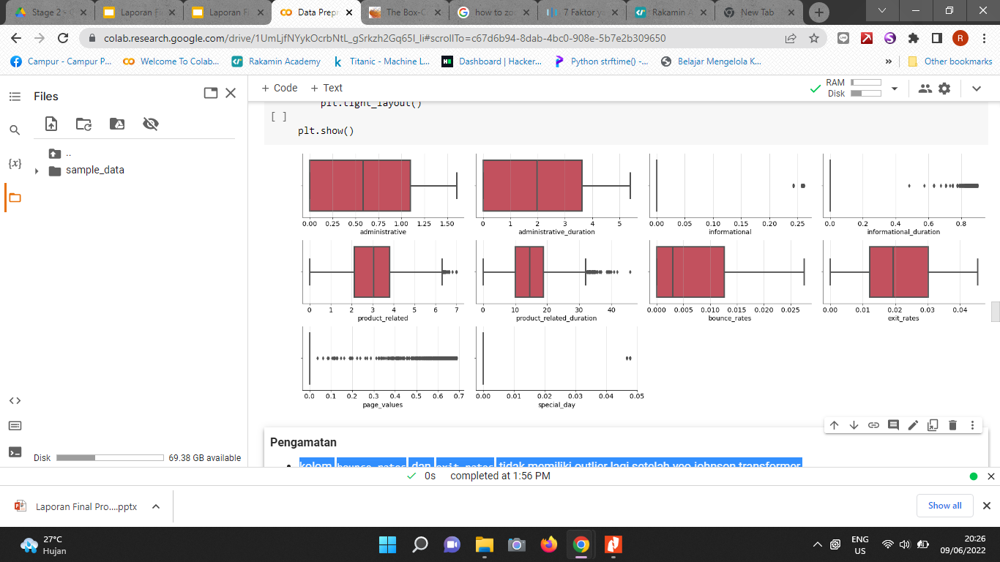 Stage 2 -
Laporan Fi
Laporan Fi
Data Prepr
The Box-C
how to zo
7 Faktor ya
Rakamin A
New Tab
colab.research.google.com/drive/1UmLjfNYykOcrbNtL_gSrkzh2Gq65I_Ii#scrollTo=c67d6b94-8dab-4bc0-908e-5b7e2b309650
R
Campur - Campur P...
Welcome To Colab...
Rakamin Academy
Titanic - Machine L...
Dashboard | Hacker...
Python strftime() -...
Belajar Mengelola K...
»
Other bookmarks
Files
+ Code + Text
RAM
Disk
..
sample_data
{x}
plt.tight_layout()
[ ]
plt.show()
0.00 0.25 0.50 0.75 1.00 1.25 1.50
administrative
0 1 2 3 4 5
administrative_duration
0.00 0.05 0.10 0.15 0.20 0.25
informational
0.0 0.2 0.4 0.6 0.8
informational_duration
0 1 2 3 4 5 6 7
product_related
0 10 20 30 40
product_related_duration
0.000 0.005 0.010 0.015 0.020 0.025
bounce_rates
0.00 0.01 0.02 0.03 0.04
exit_rates
0.0 0.1 0.2 0.3 0.4 0.5 0.6 0.7
page_values
0.00 0.01 0.02 0.03 0.04 0.05
special_day
Pengamatan
kolom bounce_rates dan exit_rates tidak memiliki outlier lagi setelah yeo johnson transformer
Disk 69.38 GB available
0s completed at 1:56 PM
Laporan Final Pro....pptx
Show all
27°C
Hujan
ENG
US
20:26
09/06/2022